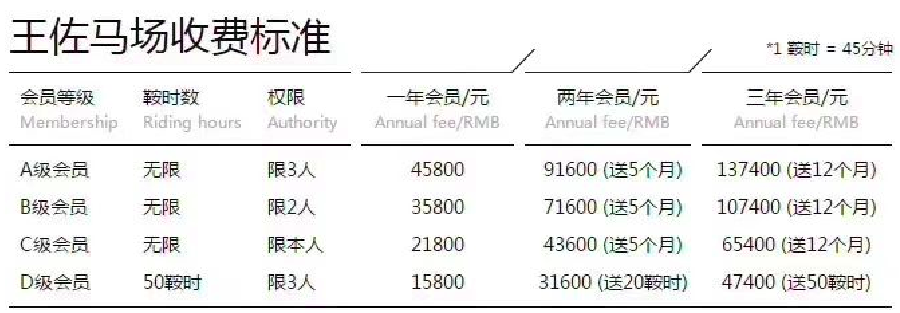 王佐马场收费标准
*1 鞍时 = 45分钟
会员等级 鞍时数 权限 一年会员/元 两年会员/元 三年会员/元
Membership Riding hours Authority Annual fee/RMB Annual fee/RMB Annual fee/RMB
A级会员 无限 限3人 45800 91600 (送5个月) 137400 (送12个月)
B级会员 无限 限2人 35800 71600 (送5个月) 107400 (送12个月)
C级会员 无限 限本人 21800 43600 (送5个月) 65400 (送12个月)
D级会员 50鞍时 限3人 15800 31600 (送20鞍时) 47400 (送50鞍时)